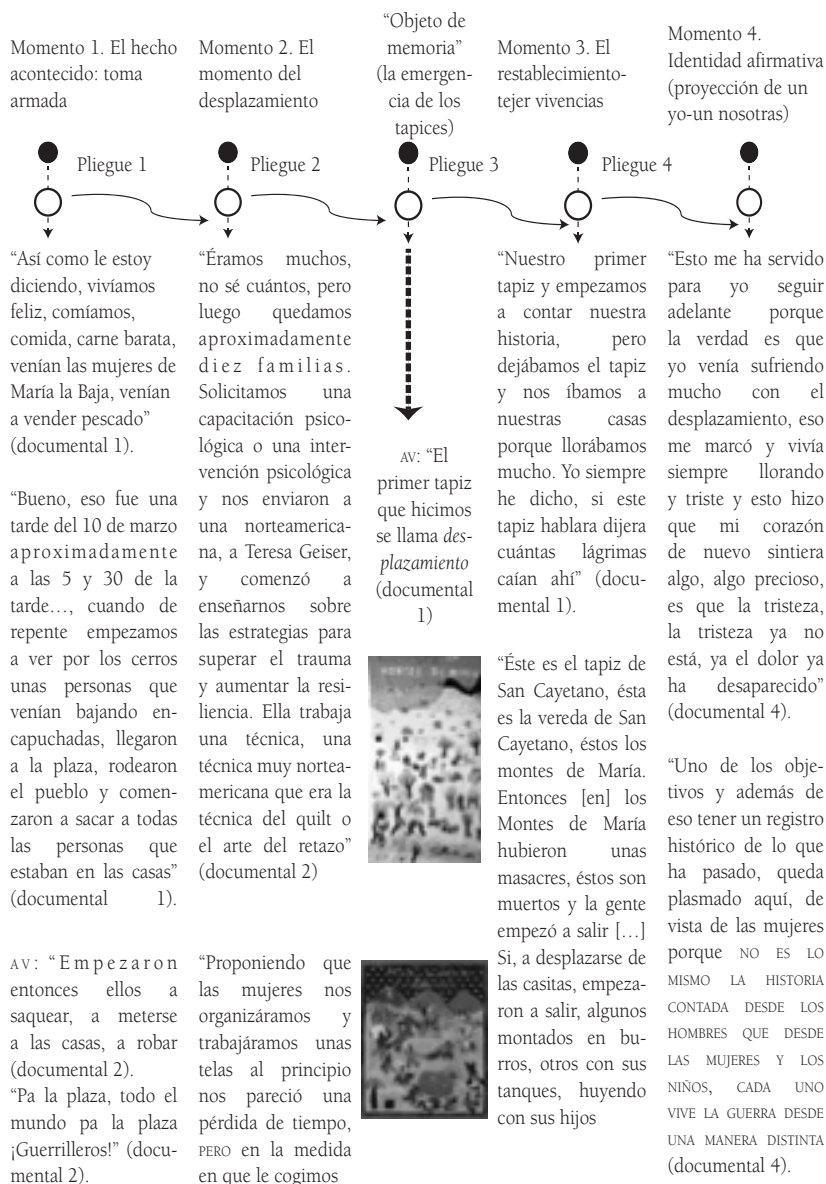 Momento 1. El hecho
acontecido: toma
armada
Momento 2. El
momento del
desplazamiento
“Objeto de
memoria”
(la emergen-
cia de los
tapices)
Momento 3. El
restablecimiento-
tejer vivencias
Momento 4.
Identidad afirmativa
(proyección de un
yo-un nosotras)
Pliegue 1
Pliegue 2
Pliegue 3
Pliegue 4
“Así como le estoy
diciendo, vivíamos
feliz, comíamos,
comida, carne barata,
venían las mujeres de
María la Baja, venían
a vender pescado”
(documental 1).
“Bueno, eso fue una
tarde del 10 de marzo
aproximadamente
a las 5 y 30 de la
tarde…, cuando de
repente empezamos
a ver por los cerros
unas personas que
venían bajando en-
capuchadas, llegaron
a la plaza, rodearon
el pueblo y comen-
zaron a sacar a todas
las personas que
estaban en las casas”
(documental 1).
AV: “Empezaron
entonces ellos a
saquear, a meterse
a las casas, a robar
(documental 2).
“Pa la plaza, todo el
mundo pa la plaza
¡Guerrilleros!” (docu-
mental 2).
“Éramos muchos,
no sé cuántos, pero
luego quedamos
aproximadamente
diez familias.
Solicitamos una
capacitación psico-
lógica o una inter-
vención psicológica
y nos enviaron a
una norteamerica-
na, a Teresa Geiser,
y comenzó a
enseñarnos sobre
las estrategias para
superar el trauma
y aumentar la resi-
liencia. Ella trabaja
una técnica, una
técnica muy nortea-
mericana que era la
técnica del quilt o
el arte del retazo”
(documental 2)
“Proponiendo que
las mujeres nos
organizáramos y
trabajáramos unas
telas al principio
nos pareció una
pérdida de tiempo,
PERO en la medida
en que le cogimos
AV: “El
primer tapiz
que hicimos
se llama des-
plazamiento
(documental
1)
“Nuestro primer
tapiz y empezamos
a contar nuestra
historia, pero
dejábamos el tapiz
y nos íbamos a
nuestras casas
porque llorábamos
mucho. Yo siempre
he dicho, si este
tapiz hablara dijera
cuántas lágrimas
caían ahí” (docu-
mental 1).
“Éste es el tapiz de
San Cayetano, ésta
es la vereda de San
Cayetano, éstos los
montes de María.
Entonces [en] los
Montes de María
hubieron unas
masacres, éstos son
muertos y la gente
empezó a salir […]
Si, a desplazarse de
las casitas, empeza-
ron a salir, algunos
montados en bu-
rros, otros con sus
tanques, huyendo
con sus hijos
“Esto me ha servido
para yo seguir
adelante porque
la verdad es que
yo venía sufriendo
mucho con el
desplazamiento, eso
me marcó y vivía
siempre llorando
y triste y esto hizo
que mi corazón
de nuevo sintiera
algo, algo precioso,
es que la tristeza,
la tristeza ya no
está, ya el dolor ya
ha desaparecido”
(documental 4).
“Uno de los obje-
tivos y además de
eso tener un registro
histórico de lo que
ha pasado, queda
plasmado aquí, de
vista de las mujeres
porque NO ES LO
MISMO LA HISTORIA
CONTADA DESDE LOS
HOMBRES QUE DESDE
LAS MUJERES Y LOS
NIÑOS, CADA UNO
VIVE LA GUERRA DESDE
UNA MANERA DISTINTA
(documental 4).